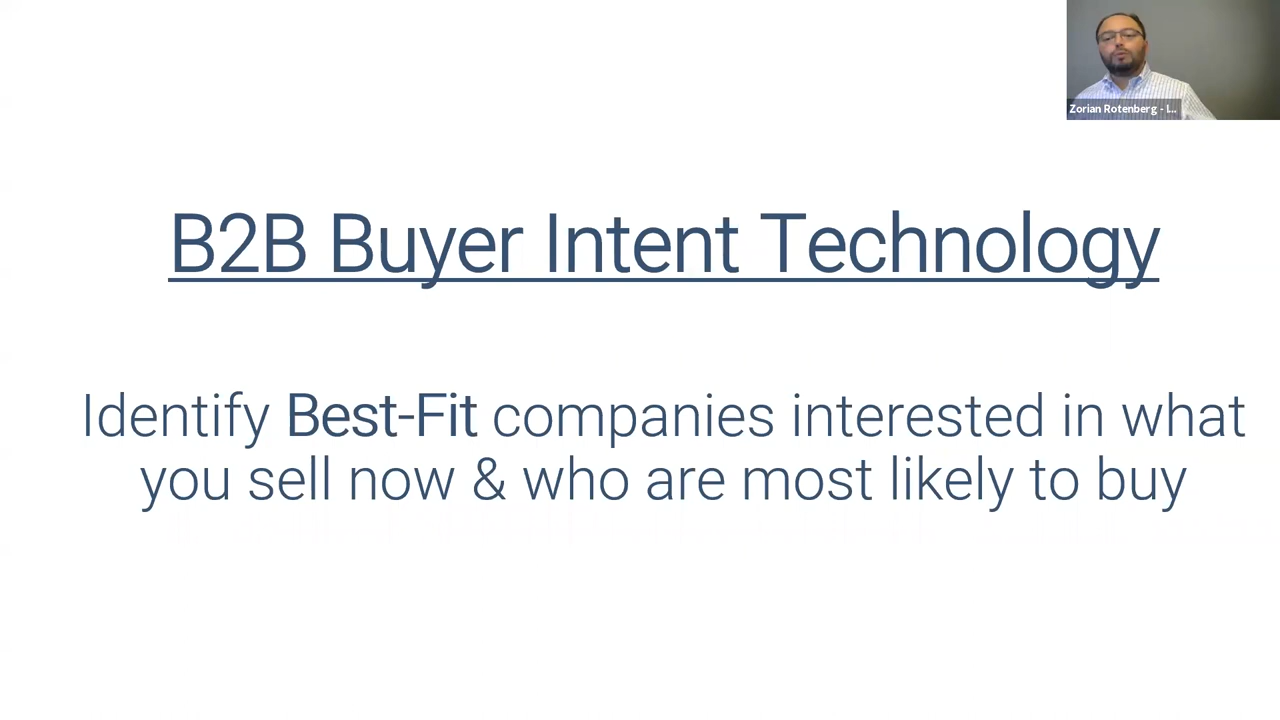 Zorian Rotenberg - I...
B2B Buyer Intent Technology
Identify Best-Fit companies interested in what
you sell now & who are most likely to buy